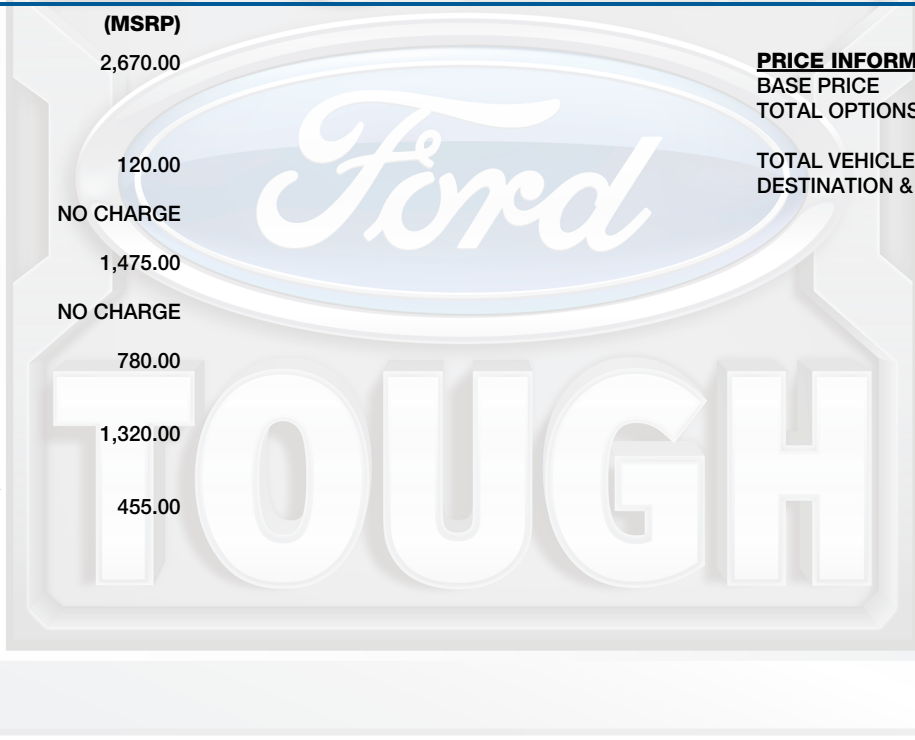 (MSRP)
2,670.00
120.00
NO CHARGE
1,475.00
NO CHARGE
780.00
1,320.00
455.00
PRICE INFORM
BASE PRICE
TOTAL OPTIONS
TOTAL VEHICLE
DESTINATION &
Ford
TOUGH